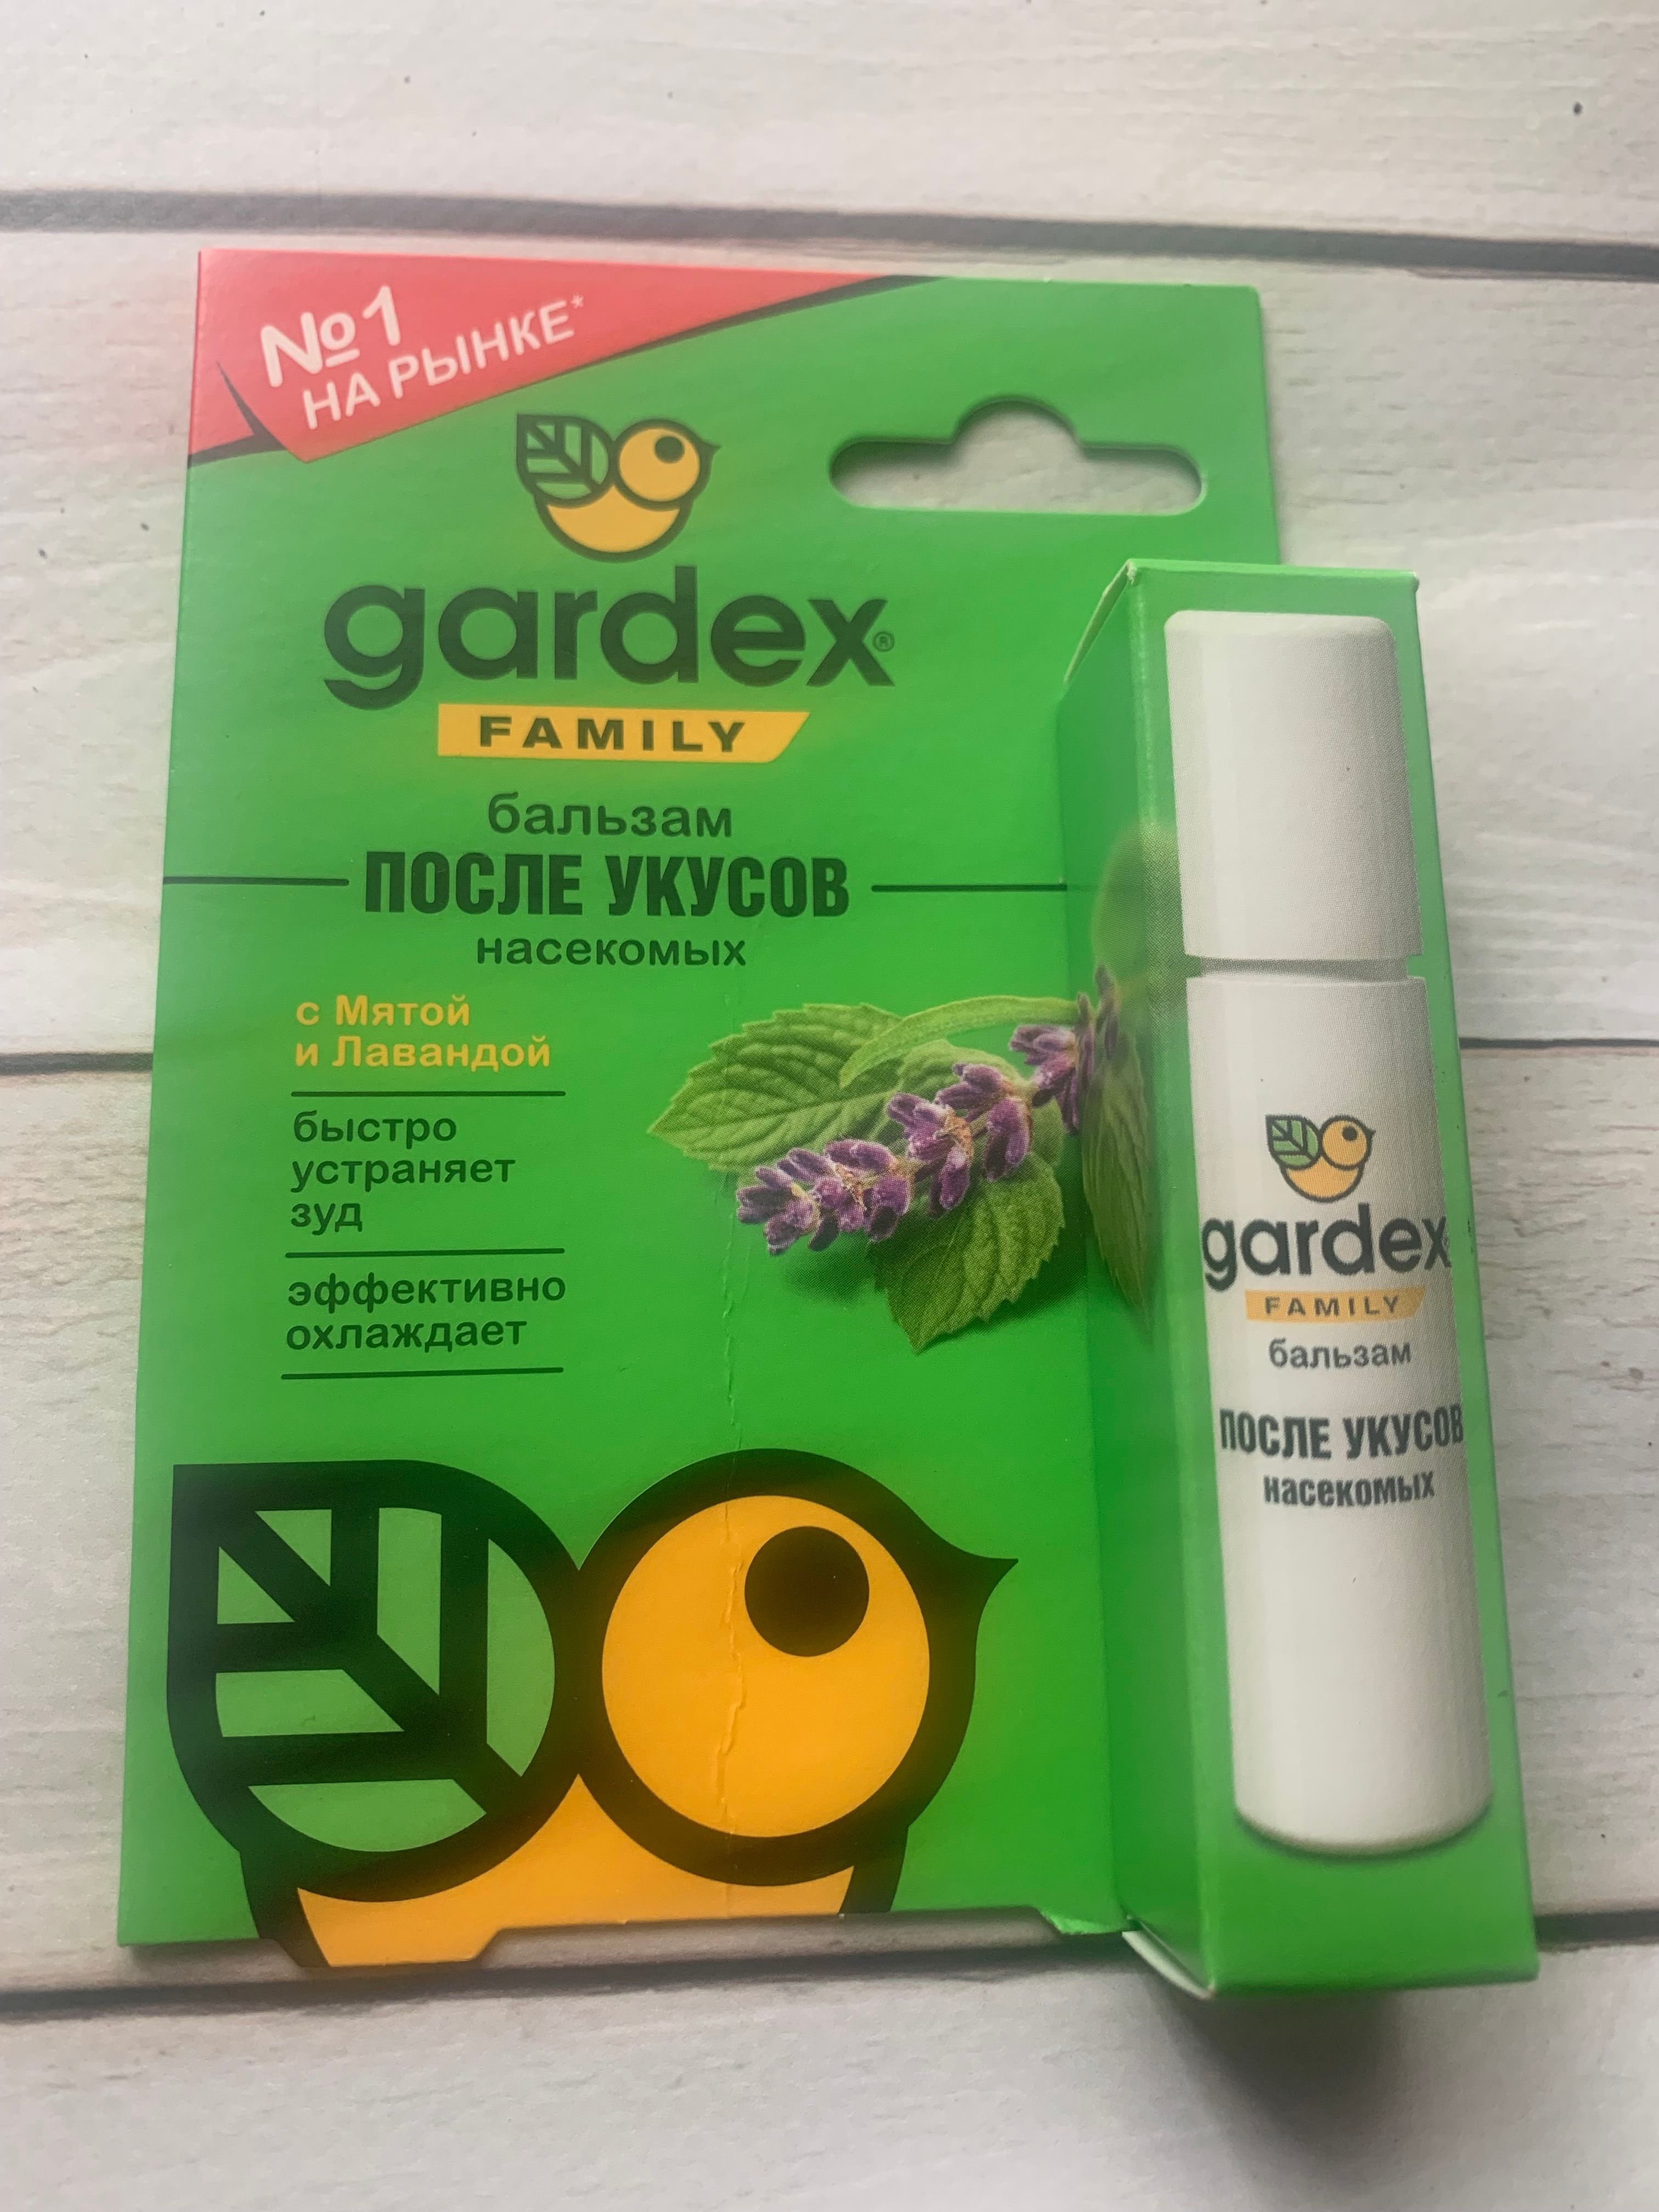 №1
НА РЫНКЕ*
gardex®
FAMILY
бальзам
ПОСЛЕ УКУСОВ
насекомых
с Мятой
и Лавандой
быстро
устраняет
зуд
эффективно
охлаждает
gardex
FAMILY
бальзам
ПОСЛЕ УКУСОВ
насекомых